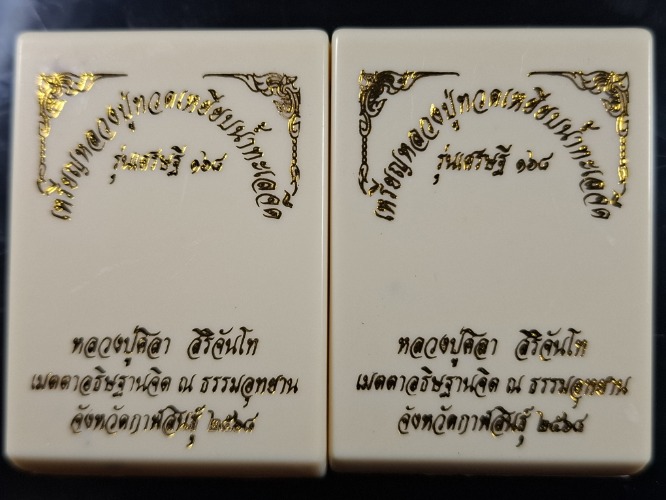 เหรียญหลวงปู่ทวดเหยียบน้ำทะเลจืด
รุ่นเศรษฐี ๑๖๘
หลวงปู่ศิลา สิริจันโท
เมตตาอธิษฐานจิต ณ ธรรมอุทยาน
จังหวัดกาฬสินธุ์ ๒๕๖๘
เหรียญหลวงปู่ทวดเหยียบน้ำทะเลจืด
รุ่นเศรษฐี ๑๖๘
หลวงปู่ศิลา สิริจันโท
เมตตาอธิษฐานจิต ณ ธรรมอุทยาน
จังหวัดกาฬสินธุ์ ๒๕๖๘